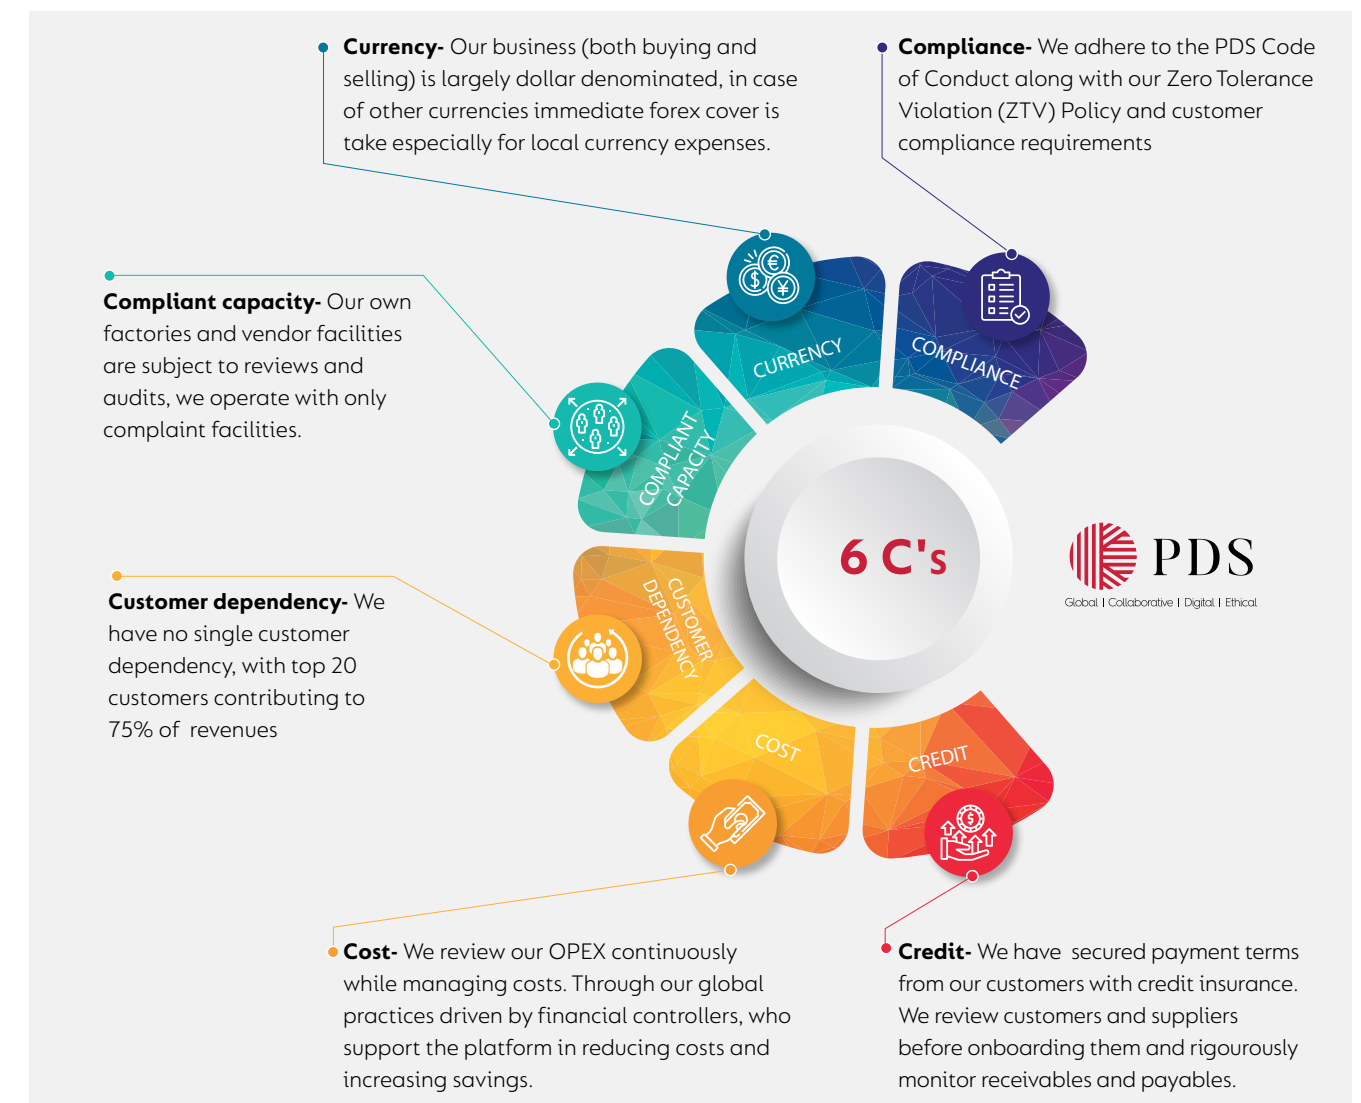 Currency- Our business (both buying and
selling) is largely dollar denominated, in case
of other currencies immediate forex cover is
take especially for local currency expenses.
Compliance- We adhere to the PDS Code
of Conduct along with our Zero Tolerance
Violation (ZTV) Policy and customer
compliance requirements
Compliant capacity- Our own
factories and vendor facilities
are subject to reviews and
audits, we operate with only
complaint facilities.
CURRENCY
COMPLIANCE
COMPLIANT
CAPACITY
6 C's
PDS
Global | Collaborative | Digital | Ethical
Customer dependency- We
have no single customer
dependency, with top 20
customers contributing to
75% of revenues
CUSTOMER
DEPENDENCY
COST
CREDIT
Cost- We review our OPEX continuously
while managing costs. Through our global
practices driven by financial controllers, who
support the platform in reducing costs and
increasing savings.
Credit- We have secured payment terms
from our customers with credit insurance.
We review customers and suppliers
before onboarding them and rigourously
monitor receivables and payables.